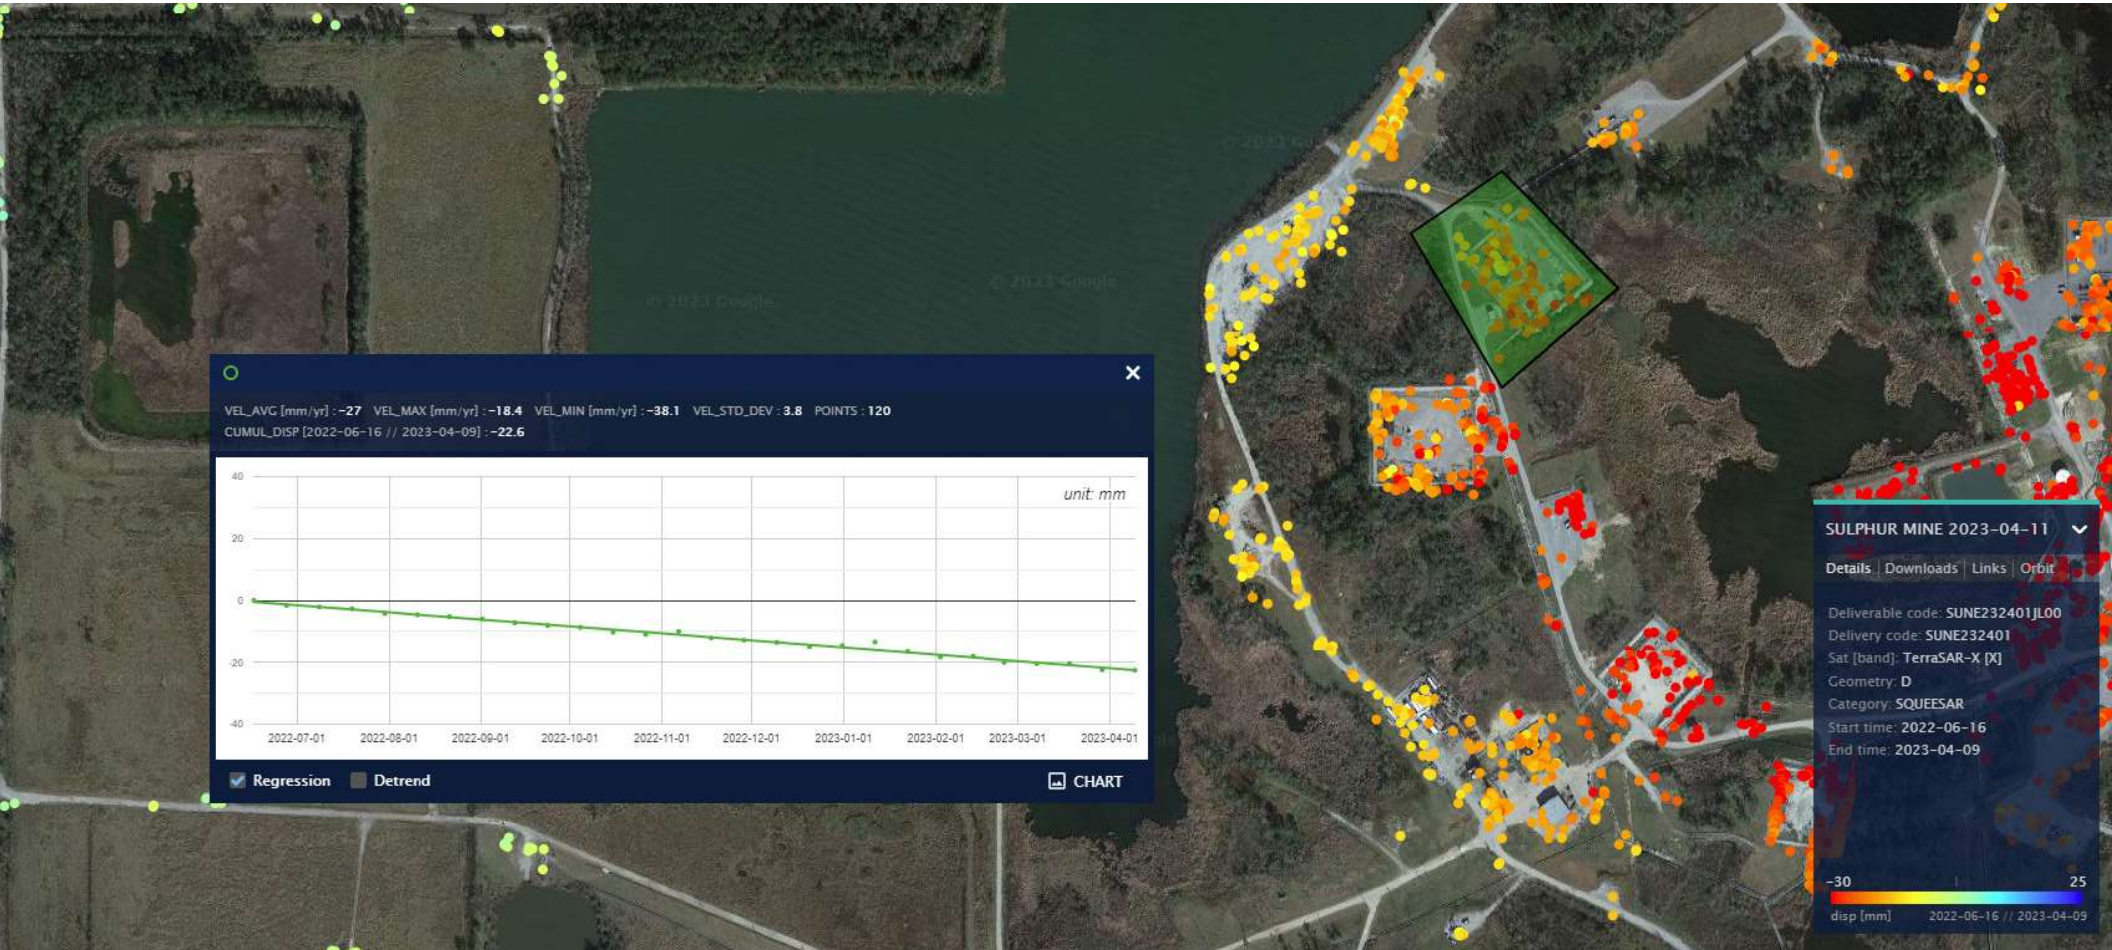 © 2023 Google
© 2023 Google
© 2023 Google
VEL_AVG [mm/yr] : -27 VEL_MAX [mm/yr] : -18.4 VEL_MIN [mm/yr] : -38.1 VEL_STD_DEV : 3.8 POINTS : 120
CUMUL_DISP [2022-06-16 // 2023-04-09] : -22.6
unit: mm
40
20
0
-20
-40
2022-07-01 2022-08-01 2022-09-01 2022-10-01 2022-11-01 2022-12-01 2023-01-01 2023-02-01 2023-03-01 2023-04-01
Regression Detrend CHART
SULPHUR MINE 2023-04-11
Details Downloads Links Orbit
Deliverable code: SUNE232401JL00
Delivery code: SUNE232401
Sat [band]: TerraSAR-X [X]
Geometry: D
Category: SQUEESAR
Start time: 2022-06-16
End time: 2023-04-09
-30 25
disp [mm] 2022-06-16 // 2023-04-09